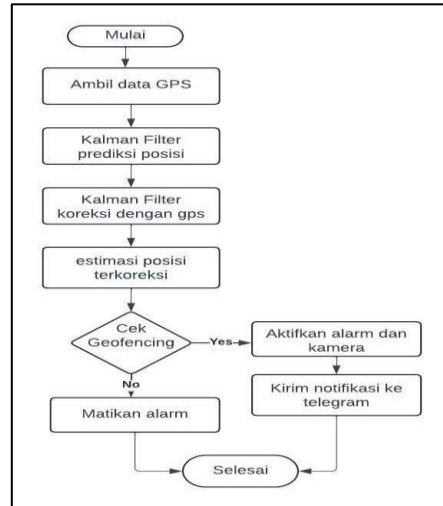 Mulai
Ambil data GPS
Kalman Filter
prediksi posisi
Kalman Filter
koreksi dengan gps
estimasi posisi
terkoreksi
Cek
Geofencing
Yes
Aktifkan alarm dan
kamera
No
Kirim notifikasi ke
telegram
Matikan alarm
Selesai